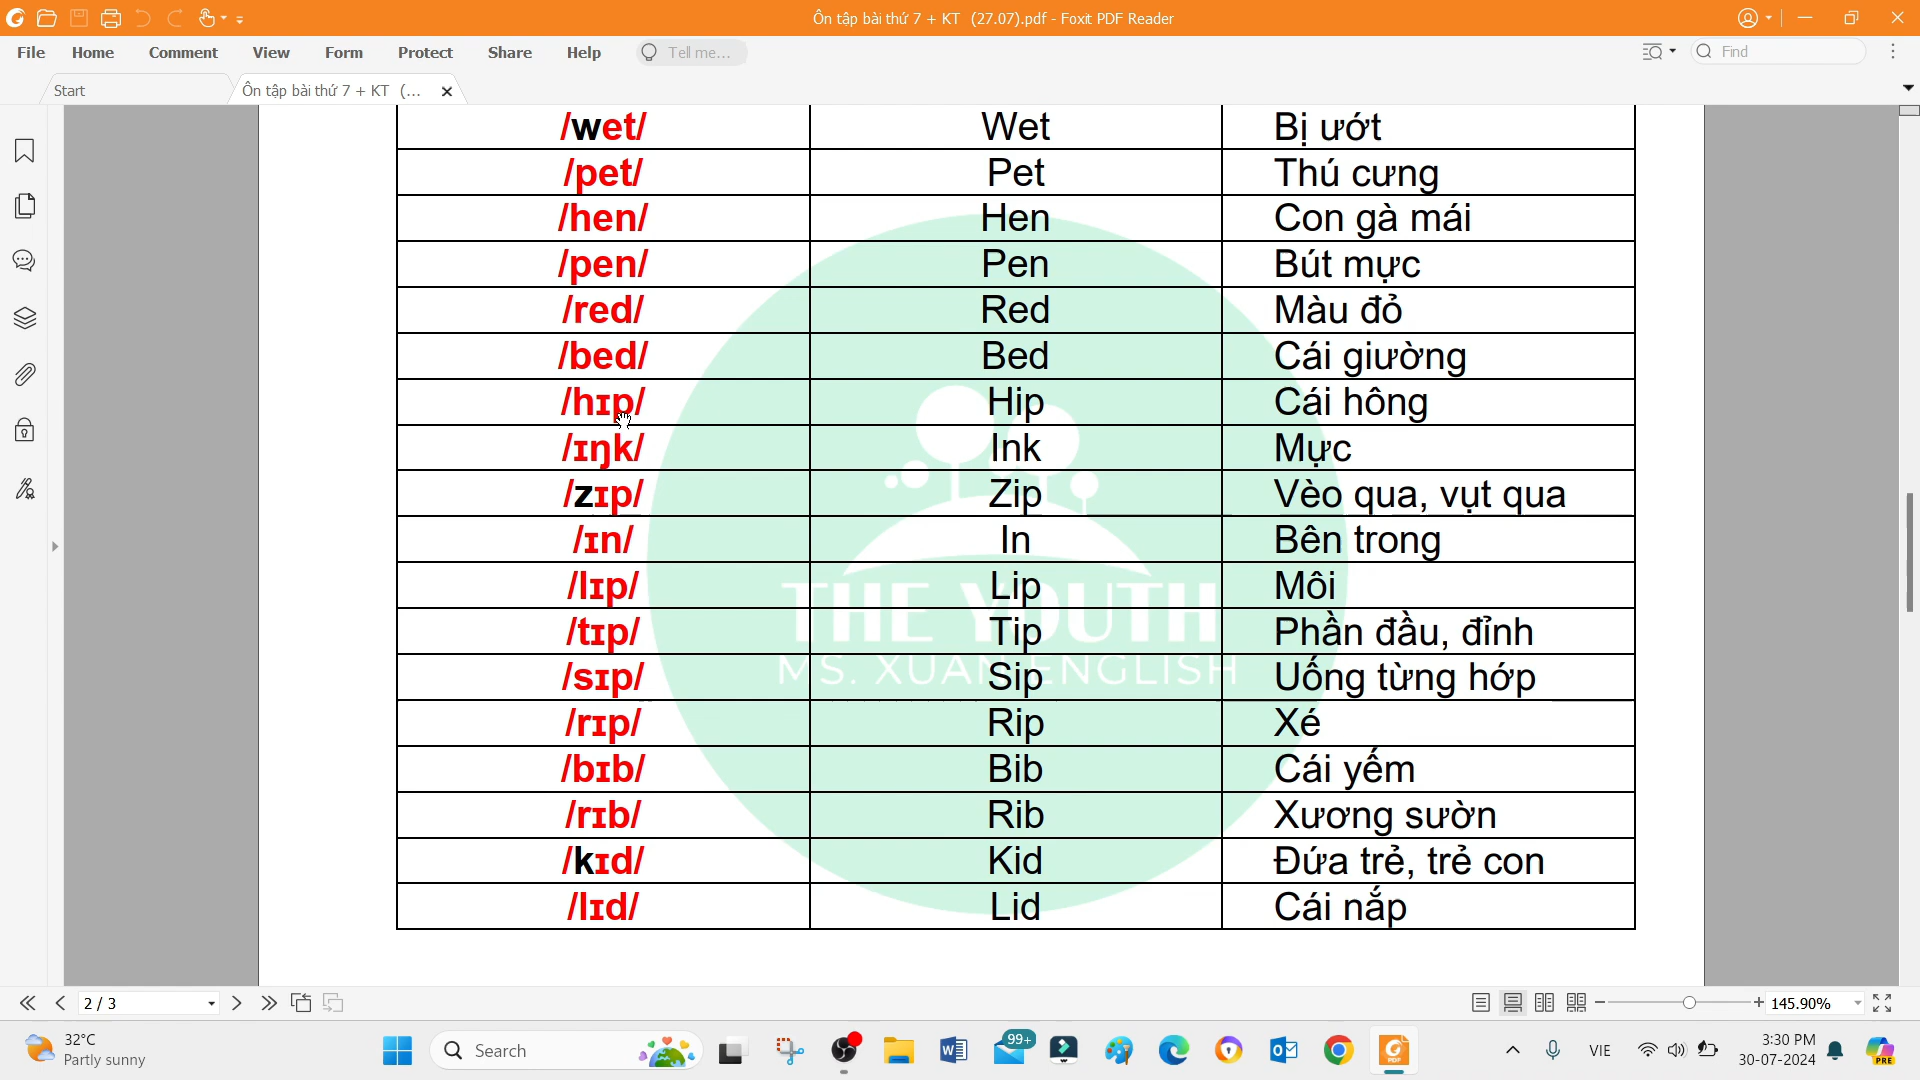 Ôn tập bài thứ 7 + KT (27.07).pdf - Foxit PDF Reader
File Home Comment View Form Protect Share Help Tell me... Find
Start Ôn tập bài thứ 7 + KT (...
/wet/ Wet Bị ướt
/pet/ Pet Thú cưng
/hen/ Hen Con gà mái
/pen/ Pen Bút mực
/red/ Red Màu đỏ
/bed/ Bed Cái giường
/hɪp/ Hip Cái hông
/ɪŋk/ Ink Mực
/zɪp/ Zip Vèo qua, vụt qua
/ɪn/ In Bên trong
/lɪp/ Lip Môi
/tɪp/ Tip Phần đầu, đỉnh
/sɪp/ Sip Uống từng hớp
/rɪp/ Rip Xé
/bɪb/ Bib Cái yếm
/rɪb/ Rib Xương sườn
/kɪd/ Kid Đứa trẻ, trẻ con
/lɪd/ Lid Cái nắp
THE YOUTH
MS. XUAN ENGLISH
2 / 3 145.90%
32°C
Partly sunny
Search
99+
VIE
3:30 PM
30-07-2024
PDF
PRE